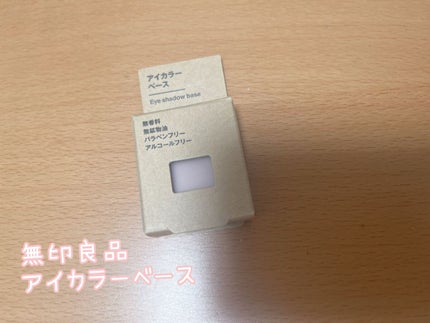 アイカラー
ベース
Eye shadow base
無香料
無鉱物油
パラベンフリー
アルコールフリー
無印良品
アイカラーベース